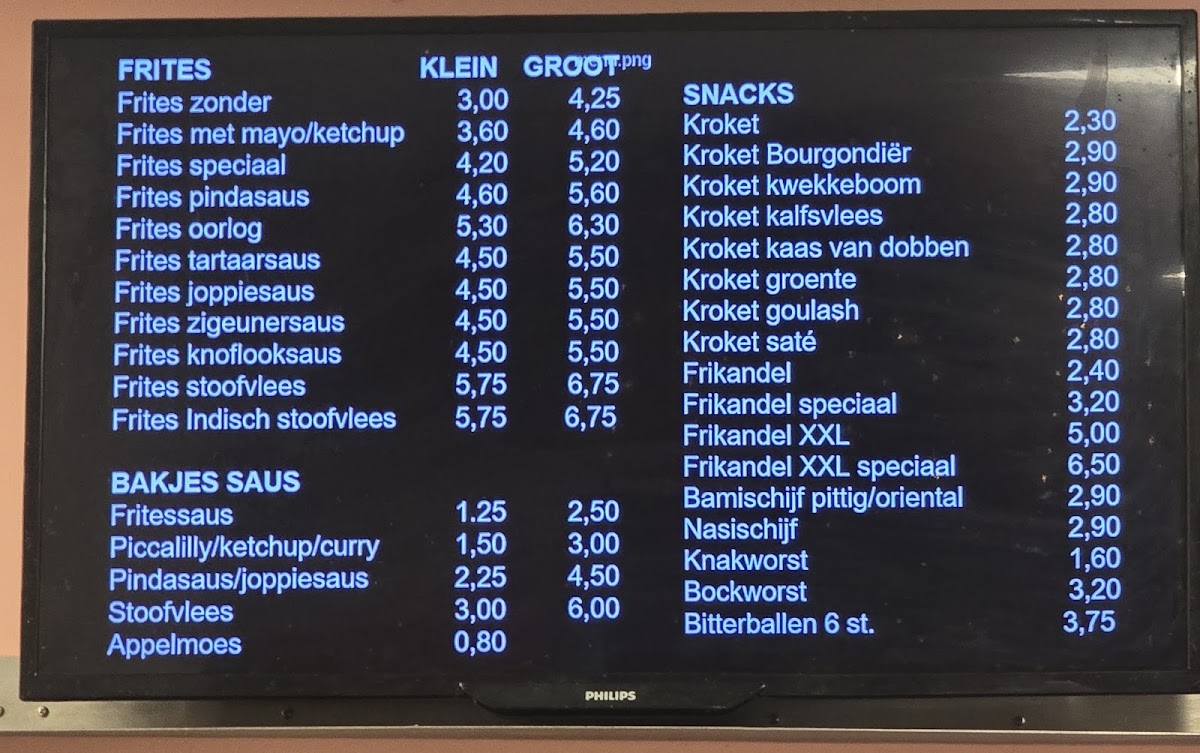 FRITES KLEIN GROOT
Frites zonder 3,00 4,25
Frites met mayo/ketchup 3,60 4,60
Frites speciaal 4,20 5,20
Frites pindasaus 4,60 5,60
Frites oorlog 5,30 6,30
Frites tartaarsaus 4,50 5,50
Frites joppiesaus 4,50 5,50
Frites zigeunersaus 4,50 5,50
Frites knoflooksaus 4,50 5,50
Frites stoofvlees 5,75 6,75
Frites Indisch stoofvlees 5,75 6,75
BAKJES SAUS
Fritessaus 1.25 2,50
Piccalilly/ketchup/curry 1,50 3,00
Pindasaus/joppiesaus 2,25 4,50
Stoofvlees 3,00 6,00
Appelmoes 0,80
SNACKS
Kroket 2,30
Kroket Bourgondiër 2,90
Kroket kwekkeboom 2,90
Kroket kalfsvlees 2,80
Kroket kaas van dobben 2,80
Kroket groente 2,80
Kroket goulash 2,80
Kroket saté 2,80
Frikandel 2,40
Frikandel speciaal 3,20
Frikandel XXL 5,00
Frikandel XXL speciaal 6,50
Bamischijf pittig/oriental 2,90
Nasischijf 2,90
Knakworst 1,60
Bockworst 3,20
Bitterballen 6 st. 3,75
PHILIPS